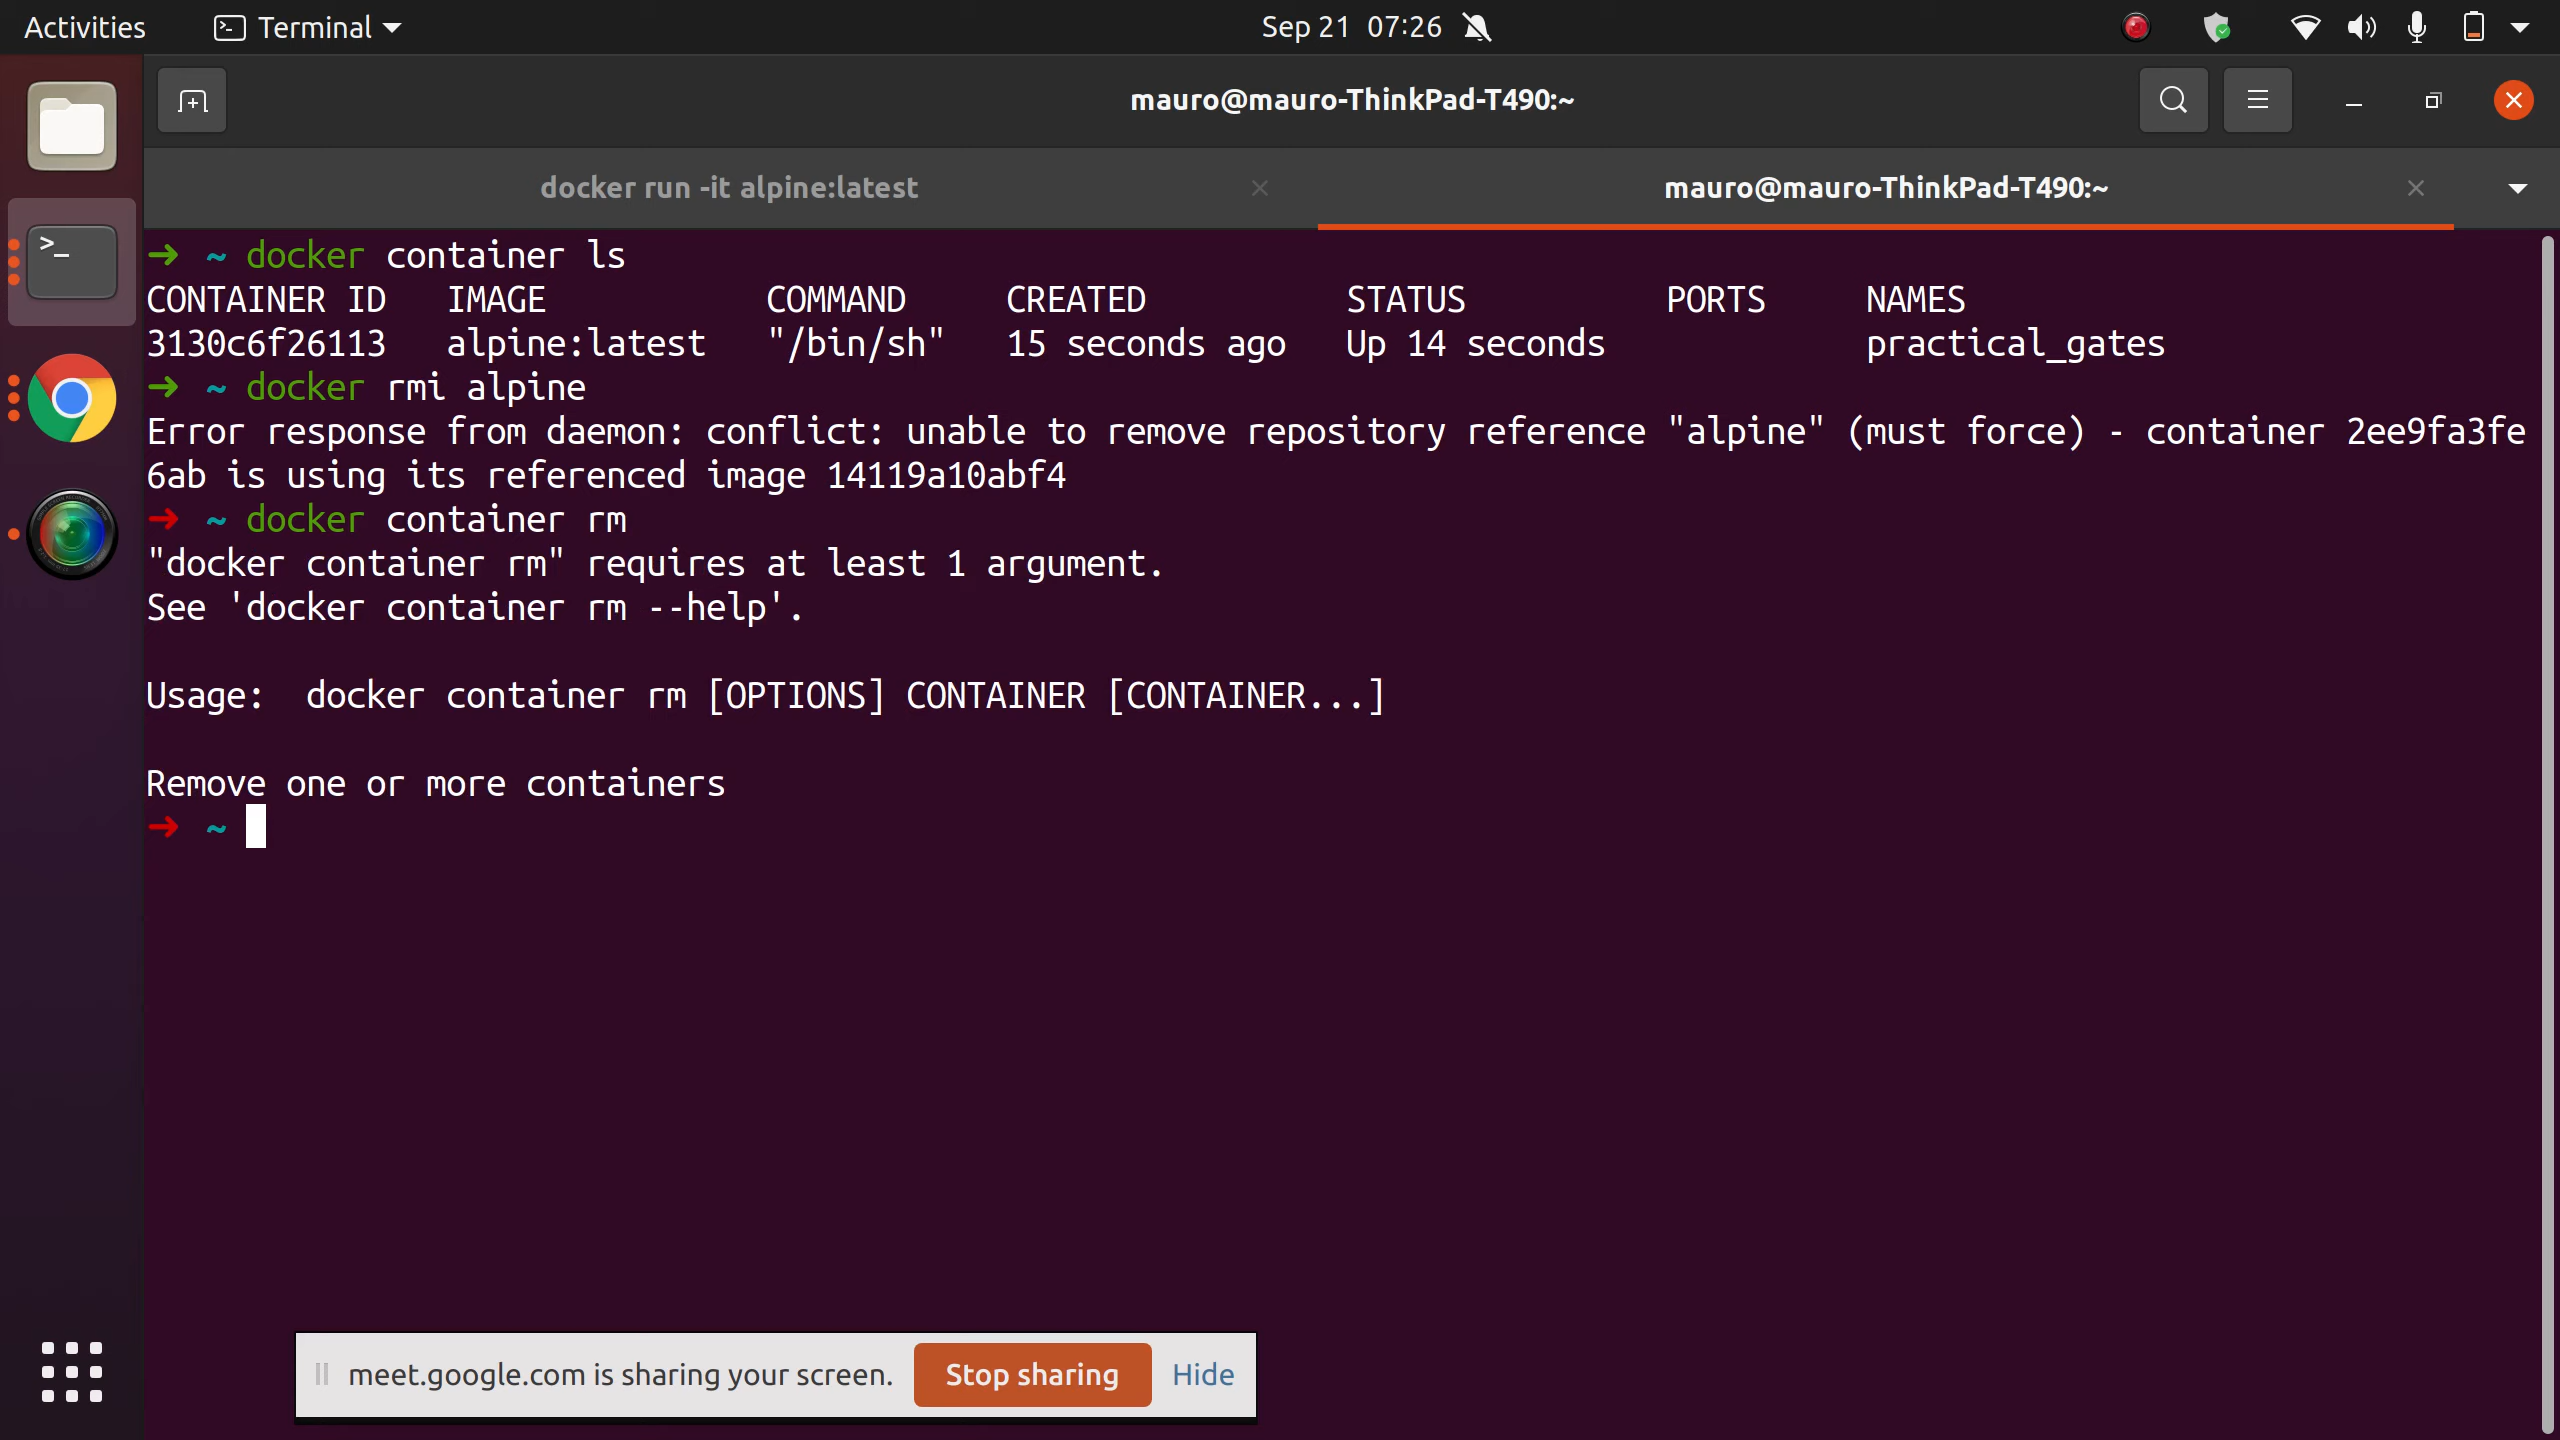 Activities Terminal Sep 21 07:26
mauro@mauro-ThinkPad-T490:~
docker run -it alpine:latest mauro@mauro-ThinkPad-T490:~
➜ ~ docker container ls
CONTAINER ID IMAGE COMMAND CREATED STATUS PORTS NAMES
3130c6f26113 alpine:latest "/bin/sh" 15 seconds ago Up 14 seconds practical_gates
➜ ~ docker rmi alpine
Error response from daemon: conflict: unable to remove repository reference "alpine" (must force) - container 2ee9fa3fe
6ab is using its referenced image 14119a10abf4
➜ ~ docker container rm
"docker container rm" requires at least 1 argument.
See 'docker container rm --help'.
Usage: docker container rm [OPTIONS] CONTAINER [CONTAINER...]
Remove one or more containers
➜ ~
meet.google.com is sharing your screen. Stop sharing Hide